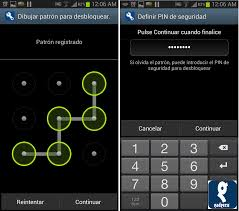 12:06 AM
Dibujar patrón para desbloquear.
Patrón registrado
Reintentar
Continuar
12:06 AM
Definir PIN de seguridad
Pulse Continuar cuando finalice
Si olvida el patrón, puede introducir el PIN
de seguridad para desbloquear.
Cancelar
Continuar
1 2 3
4 5 6
7 8 9
0